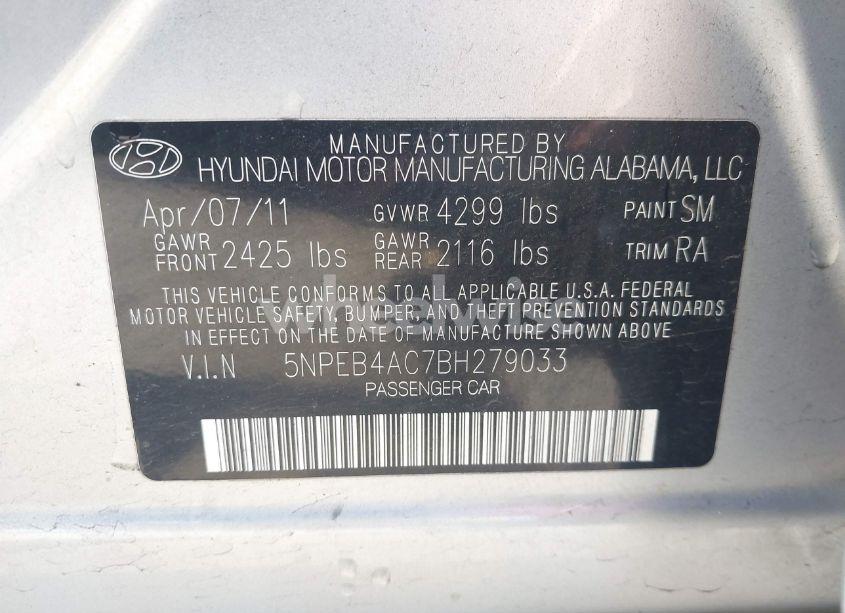 MANUFACTURED BY
HYUNDAI MOTOR MANUFACTURING ALABAMA, LLC
Apr/07/11 GVWR 4299 lbs PAINT SM
GAWR FRONT 2425 lbs GAWR REAR 2116 lbs TRIM RA
THIS VEHICLE CONFORMS TO ALL APPLICABLE U.S.A. FEDERAL
MOTOR VEHICLE SAFETY, BUMPER, AND THEFT PREVENTION STANDARDS
IN EFFECT ON THE DATE OF MANUFACTURE SHOWN ABOVE.
V.I.N 5NPEB4AC7BH279033
PASSENGER CAR
wheelwise